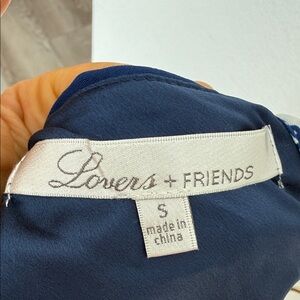 Lovers + FRIENDS
S
made in
china